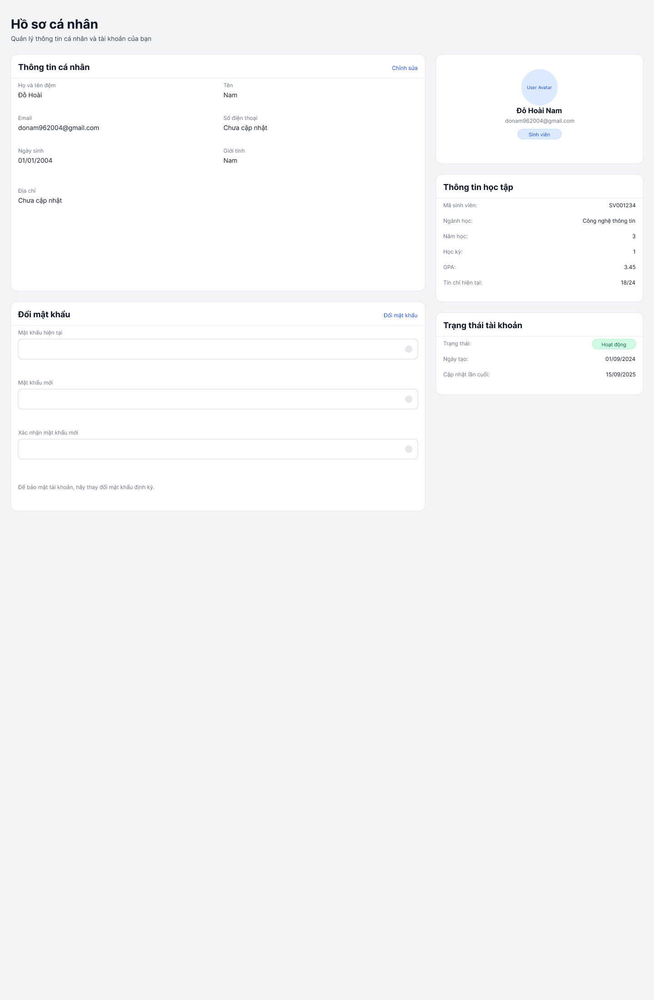 Hồ sơ cá nhân
Quản lý thông tin cá nhân và tài khoản của bạn
Thông tin cá nhân
Chỉnh sửa
Họ và tên đệm
Đỗ Hoài
Tên
Nam
Email
donam962004@gmail.com
Số điện thoại
Chưa cập nhật
Ngày sinh
01/01/2004
Giới tính
Nam
Địa chỉ
Chưa cập nhật
Đổi mật khẩu
Đổi mật khẩu
Mật khẩu hiện tại
Mật khẩu mới
Xác nhận mật khẩu mới
Để bảo mật tài khoản, hãy thay đổi mật khẩu định kỳ.
User Avatar
Đỗ Hoài Nam
donam962004@gmail.com
Sinh viên
Thông tin học tập
Mã sinh viên: SV001234
Ngành học: Công nghệ thông tin
Năm học: 3
Học kỳ: 1
GPA: 3.45
Tín chỉ hiện tại: 18/24
Trạng thái tài khoản
Trạng thái: Hoạt động
Ngày tạo: 01/09/2024
Cập nhật lần cuối: 15/09/2025